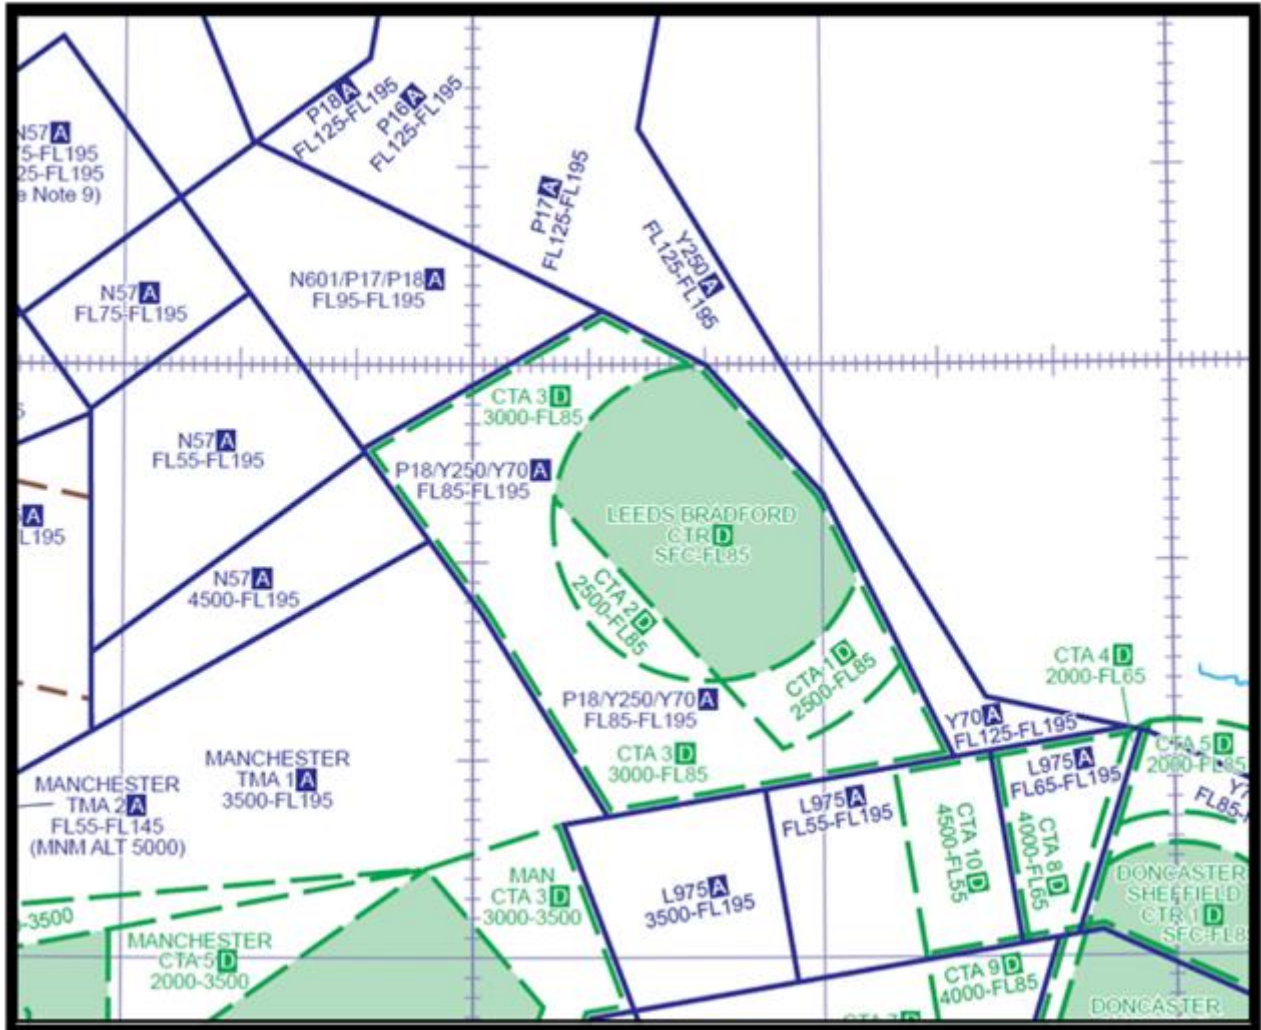 P18 A
FL125-FL195
P16 A
FL125-FL195
N57 A
75-FL195
25-FL195
e Note 9)
P17 A
FL125-FL195
Y250 A
FL125-FL195
N57 A
FL75-FL195
N601/P17/P18 A
FL95-FL195
CTA 3 D
3000-FL85
N57 A
FL55-FL195
P18/Y250/Y70 A
FL85-FL195
A
L195
LEEDS BRADFORD
CTR D
SFC-FL85
N57 A
4500-FL195
CTA 2 D
2500-FL85
CTA 1 D
2500-FL85
CTA 4 D
2000-FL65
P18/Y250/Y70 A
FL85-FL195
Y70 A
FL125-FL195
CTA 3 D
3000-FL85
CTA 5 D
2000-FL85
MANCHESTER
TMA 1 A
3500-FL195
MANCHESTER
TMA 2 A
FL55-FL145
(MNM ALT 5000)
L975 A
FL55-FL195
L975 A
FL65-FL195
FL85-
CTA 10 D
4500-FL55
CTA 8 D
4000-FL65
MAN
CTA 3 D
3000-3500
L975 A
3500-FL195
DONCASTER
SHEFFIELD
CTR 1 D
SFC-FL85
-3500
MANCHESTER
CTA 5 D
2000-3500
CTA 9 D
4000-FL85
DONCASTER